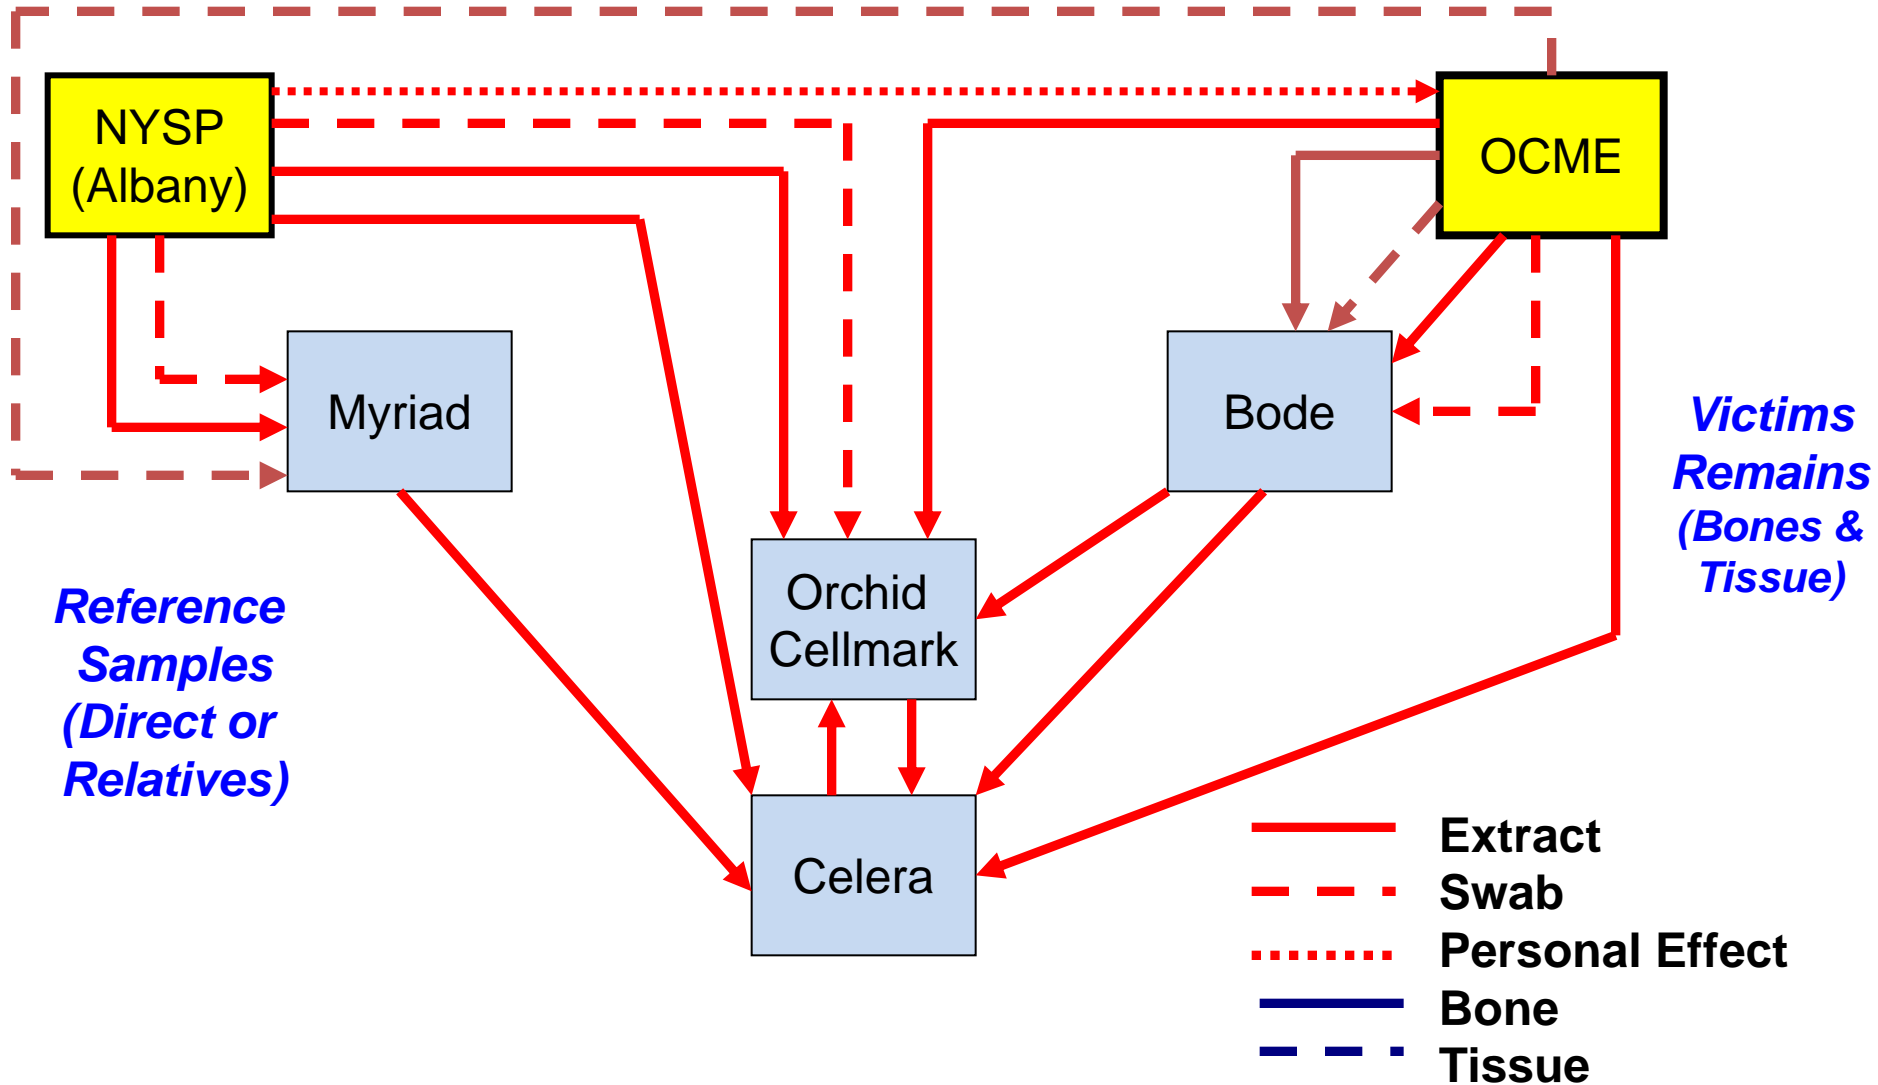 NYSP
(Albany)
OCME
Myriad
Bode
Victims
Remains
(Bones &
Tissue)
Orchid
Cellmark
Reference
Samples
(Direct or
Relatives)
Celera
Extract
Swab
Personal Effect
Bone
Tissue